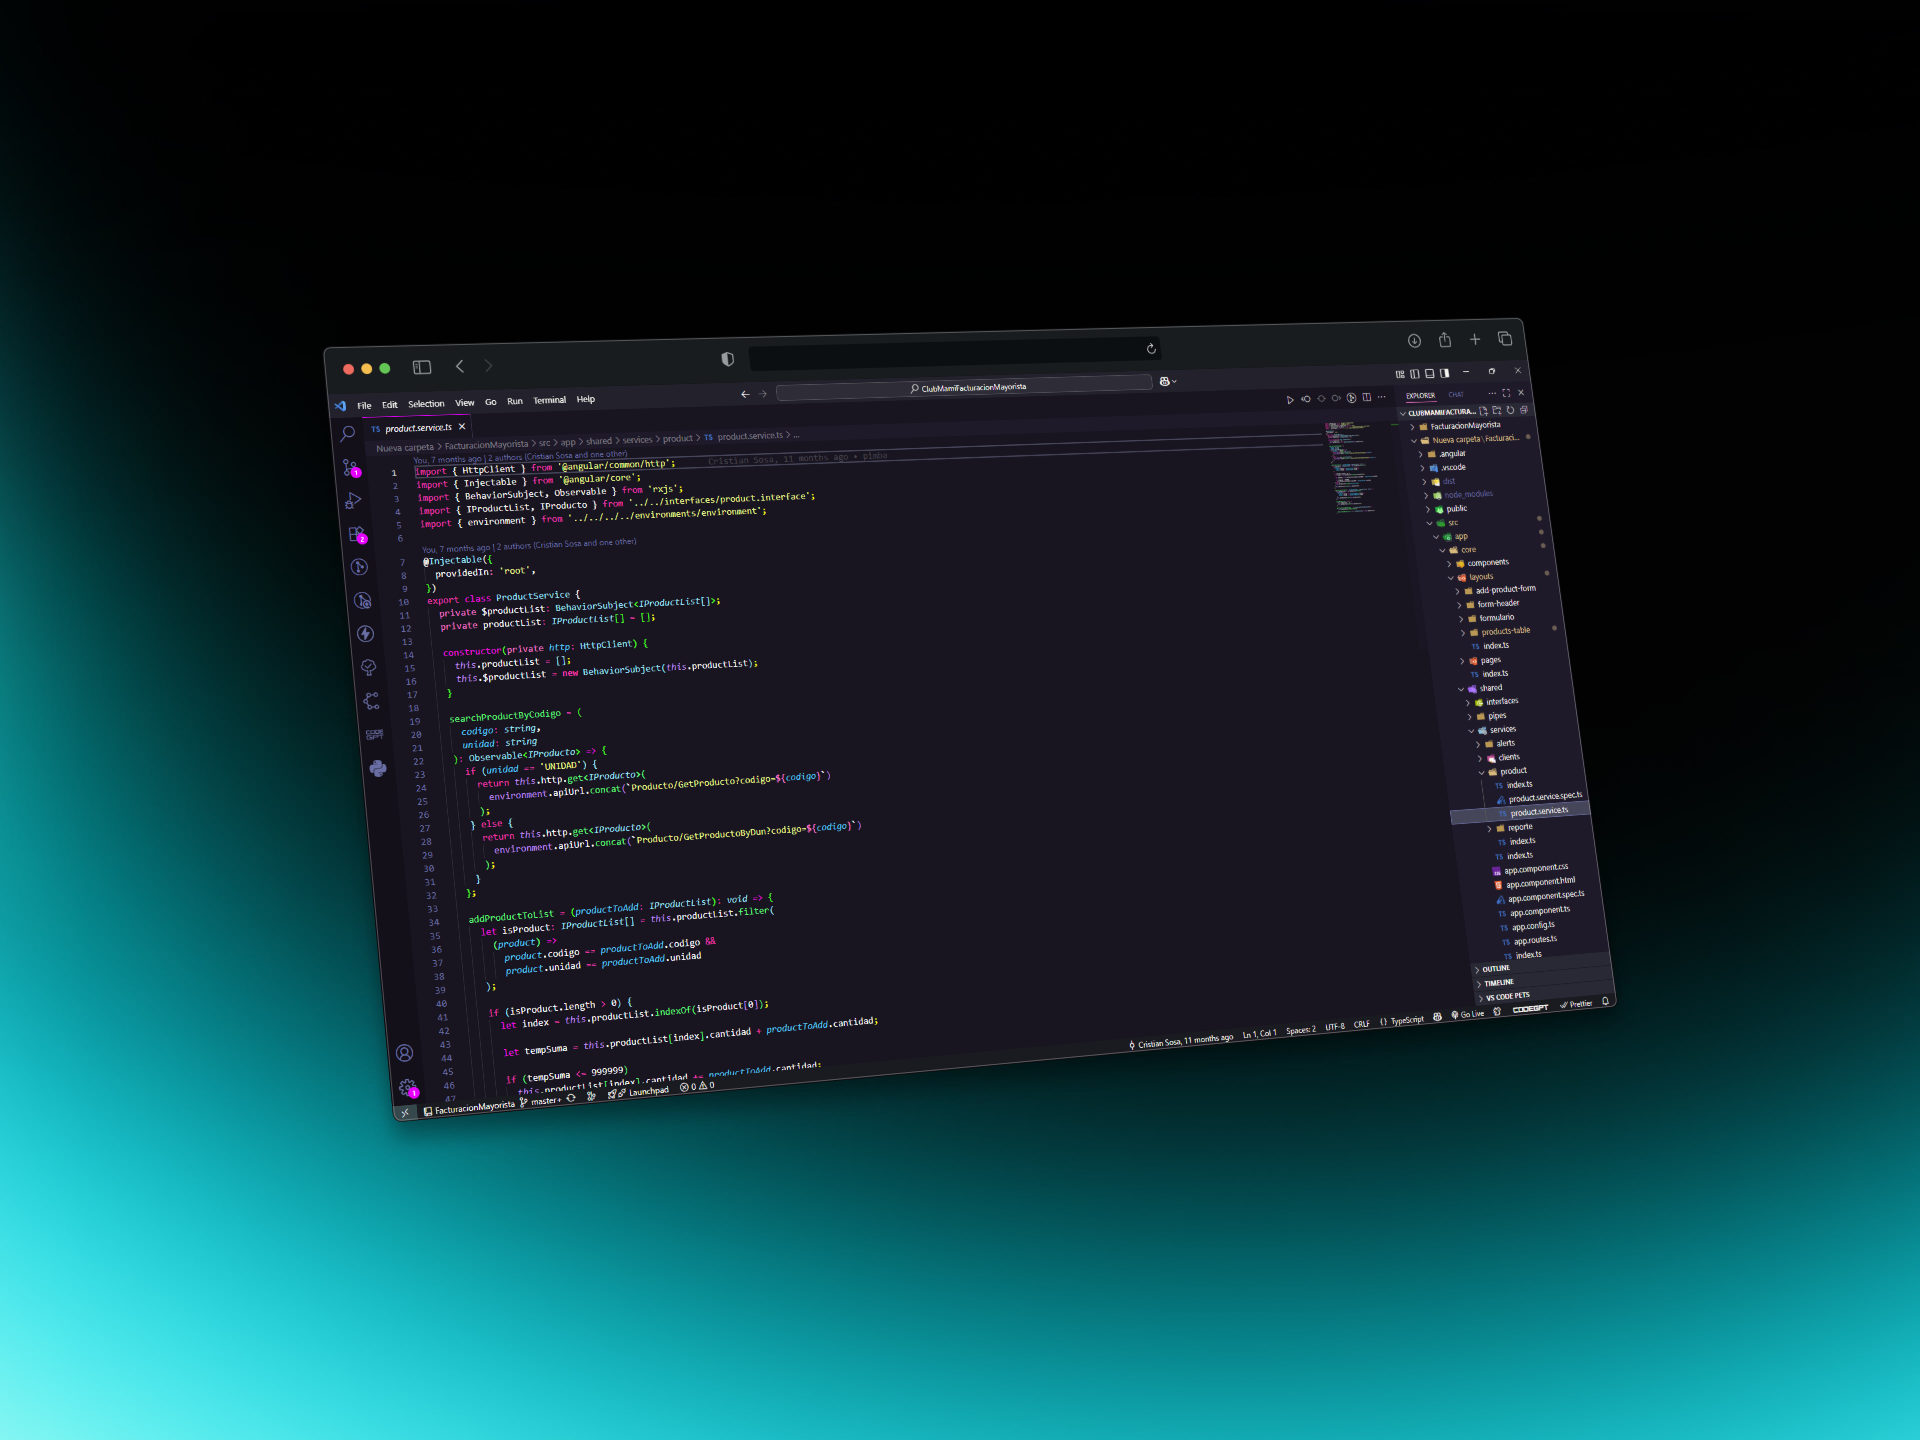 ClubMamiFacturacionMayorista
File Edit Selection View Go Run Terminal Help
TS product.service.ts
Nueva carpeta > FacturacionMayorista > src > app > shared > services > product > TS product.service.ts > ...
You, 7 months ago | 2 authors (Cristian Sosa and one other)
1 import { HttpClient } from '@angular/common/http'; Cristian Sosa, 11 months ago • pimba
2 import { Injectable } from '@angular/core';
3 import { BehaviorSubject, Observable } from 'rxjs';
4 import { IProductList, IProducto } from '../../interfaces/product.interface';
5 import { environment } from '../../../../environments/environment';
6
You, 7 months ago | 2 authors (Cristian Sosa and one other)
7 @Injectable({
8 providedIn: 'root',
9 })
10 export class ProductService {
11 private $productList: BehaviorSubject<IProductList[]>;
12 private productList: IProductList[] = [];
13
14 constructor(private http: HttpClient) {
15 this.productList = [];
16 this.$productList = new BehaviorSubject(this.productList);
17 }
18
19 searchProductByCodigo = (
20 codigo: string,
21 unidad: string
22 ): Observable<IProducto> => {
23 if (unidad == 'UNIDAD') {
24 return this.http.get<IProducto>(
25 environment.apiUrl.concat(`Producto/GetProducto?codigo=${codigo}`)
26 );
27 } else {
28 return this.http.get<IProducto>(
29 environment.apiUrl.concat(`Producto/GetProductoByDun?codigo=${codigo}`)
30 );
31 }
32 };
33
34 addProductToList = (productToAdd: IProductList): void => {
35 let isProduct: IProductList[] = this.productList.filter(
36 (product) =>
37 product.codigo == productToAdd.codigo &&
38 product.unidad == productToAdd.unidad
39 );
40
41 if (isProduct.length > 0) {
42 let index = this.productList.indexOf(isProduct[0]);
43
44 let tempSuma = this.productList[index].cantidad + productToAdd.cantidad;
45
46 if (tempSuma <= 999999)
47 this.productList[index].cantidad += productToAdd.cantidad;
EXPLORER CHAT
CLUBMAMIFACTURA...
FacturacionMayorista
Nueva carpeta \ Facturaci...
.angular
.vscode
dist
node_modules
public
src
app
core
components
layouts
add-product-form
form-header
formulario
products-table
TS index.ts
pages
TS index.ts
shared
interfaces
pipes
services
alerts
clients
product
TS index.ts
product.service.spec.ts
TS product.service.ts
reporte
TS index.ts
TS index.ts
app.component.css
app.component.html
app.component.spec.ts
TS app.component.ts
TS app.config.ts
TS app.routes.ts
TS index.ts
OUTLINE
TIMELINE
VS CODE PETS
FacturacionMayorista master+ Launchpad 0 0 Cristian Sosa, 11 months ago Ln 1, Col 1 Spaces: 2 UTF-8 CRLF {} TypeScript Go Live CODEGPT Prettier